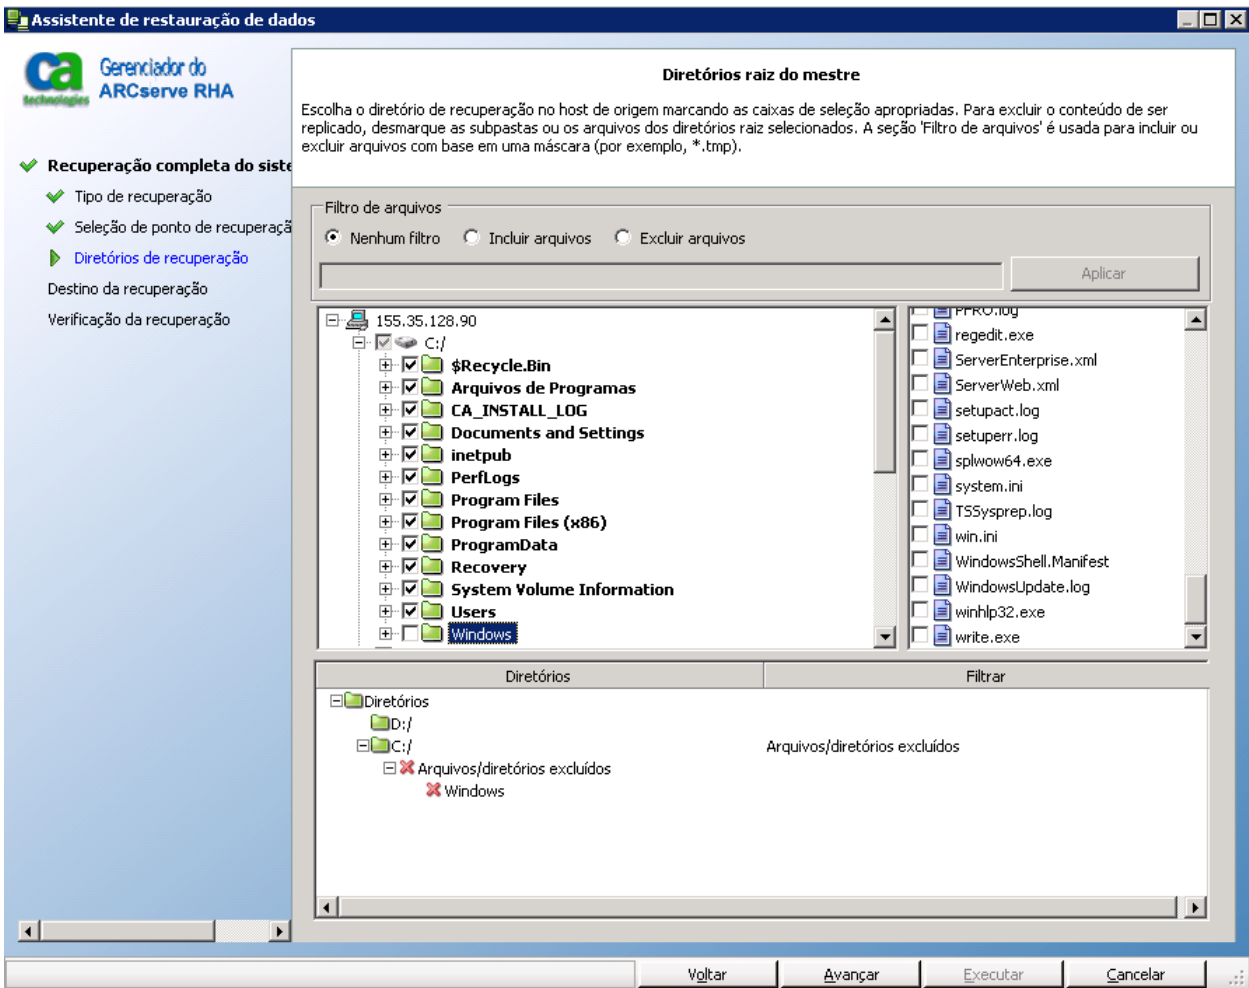 Assistente de restauração de dados
ca
technologies
Gerenciador do
ARCserve RHA
Recuperação completa do siste
Tipo de recuperação
Seleção de ponto de recuperaçã
Diretórios de recuperação
Destino da recuperação
Verificação da recuperação
Diretórios raiz do mestre
Escolha o diretório de recuperação no host de origem marcando as caixas de seleção apropriadas. Para excluir o conteúdo de ser
replicado, desmarque as subpastas ou os arquivos dos diretórios raiz selecionados. A seção 'Filtro de arquivos' é usada para incluir ou
excluir arquivos com base em uma máscara (por exemplo, *.tmp).
Filtro de arquivos
Nenhum filtro Incluir arquivos Excluir arquivos
Aplicar
155.35.128.90
C:/
$Recycle.Bin
Arquivos de Programas
CA_INSTALL_LOG
Documents and Settings
inetpub
PerfLogs
Program Files
Program Files (x86)
ProgramData
Recovery
System Volume Information
Users
Windows
PFRO.log
regedit.exe
ServerEnterprise.xml
ServerWeb.xml
setupact.log
setuperr.log
splwow64.exe
system.ini
TSSysprep.log
win.ini
WindowsShell.Manifest
WindowsUpdate.log
winhlp32.exe
write.exe
Diretórios Filtrar
Diretórios
D:/
C:/ Arquivos/diretórios excluídos
Arquivos/diretórios excluídos
Windows
Voltar Avançar Executar Cancelar